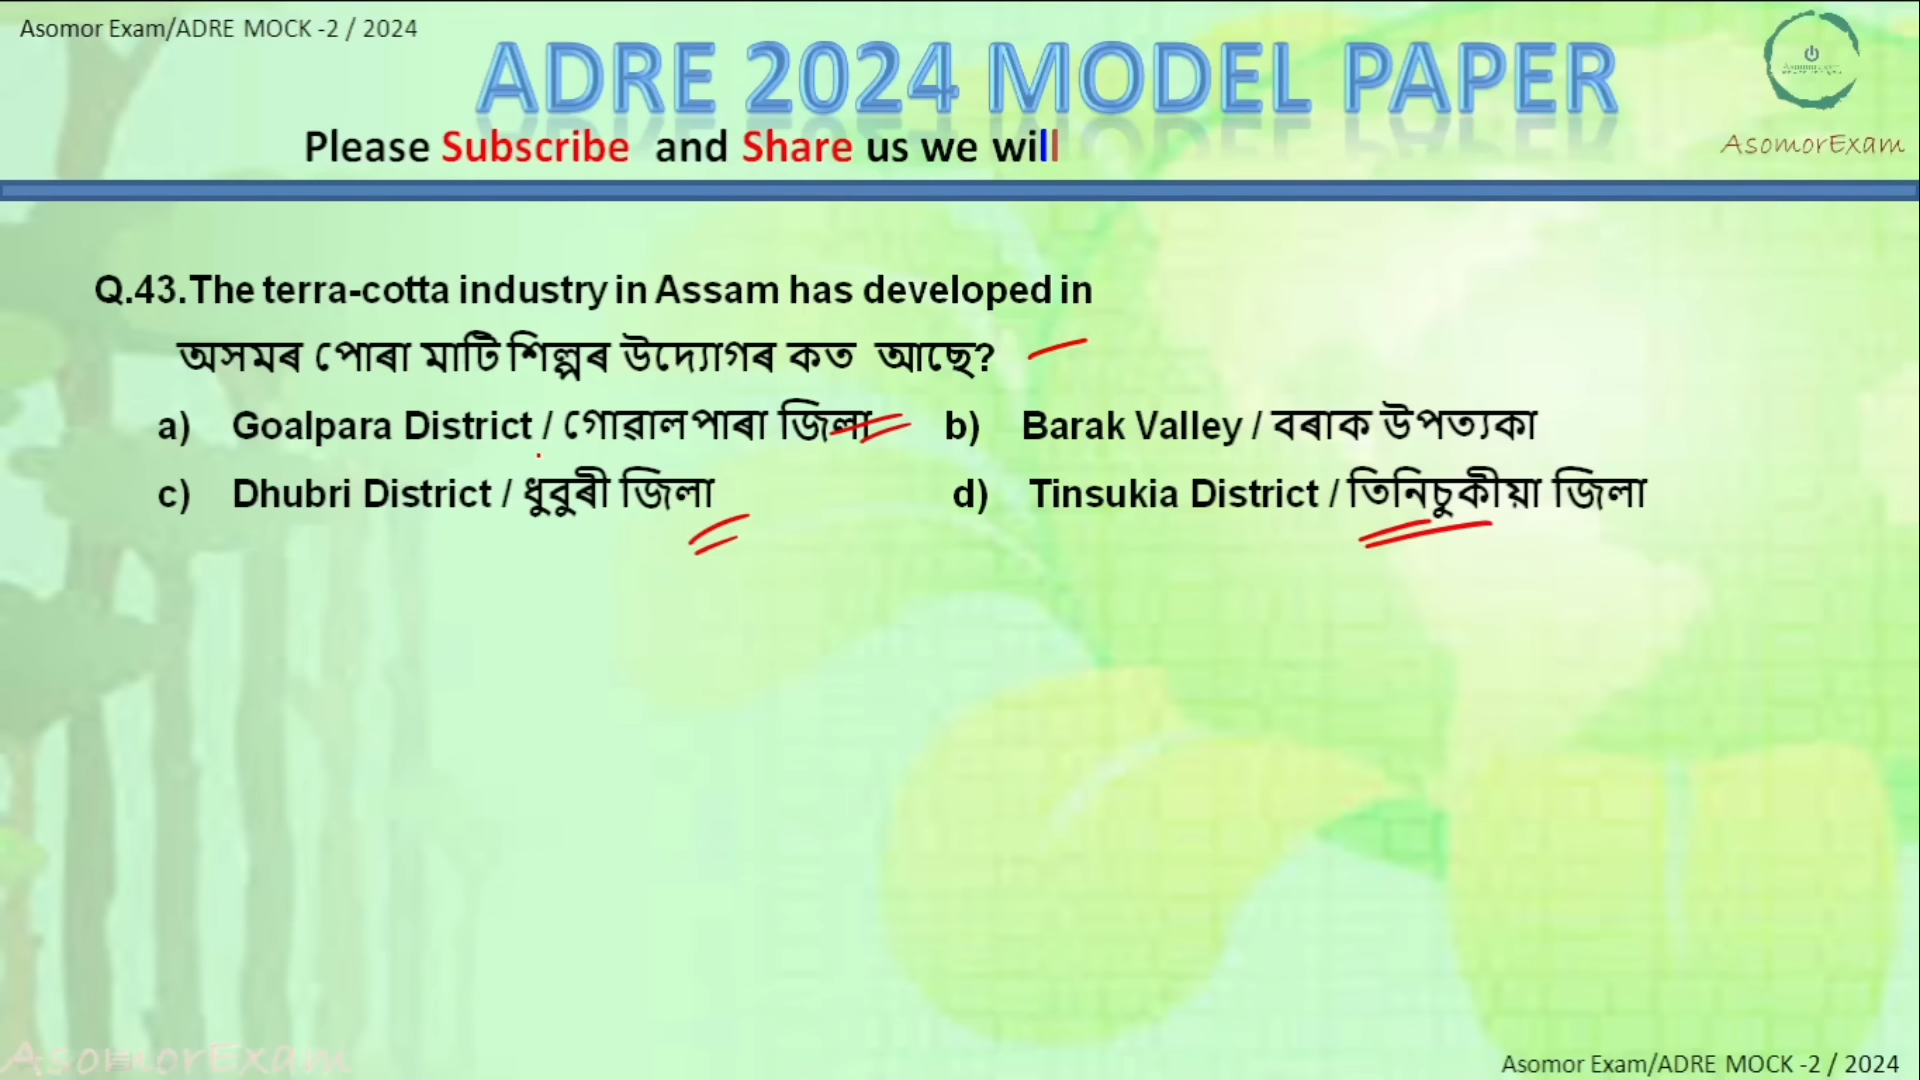 Asomor Exam/ADRE MOCK -2 / 2024
ADRE 2024 MODEL PAPER
Please Subscribe and Share us we will
AsomorExam
Q.43.The terra-cotta industry in Assam has developed in
অসমৰ পোৰা মাটি শিল্পৰ উদ্যোগৰ কত আছে?
a) Goalpara District / গোৱালপাৰা জিলা b) Barak Valley / বৰাক উপত্যকা
c) Dhubri District / ধুবুৰী জিলা d) Tinsukia District / তিনিচুকীয়া জিলা
AsomorExam
Asomor Exam/ADRE MOCK -2 / 2024